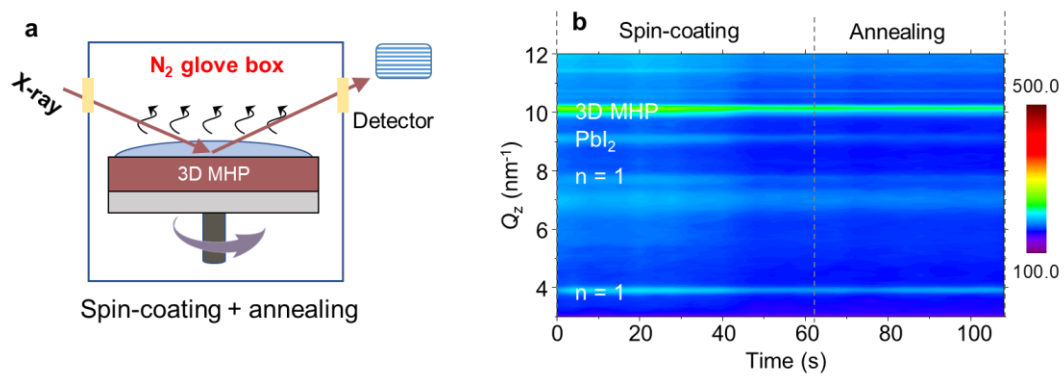 a
N₂ glove box
X-ray
Detector
3D MHP
Spin-coating + annealing
b
Spin-coating
Annealing
12
10
8
6
4
Q_z (nm⁻¹)
3D MHP
PbI₂
n = 1
n = 1
0
20
40
60
80
100
Time (s)
500.0
100.0